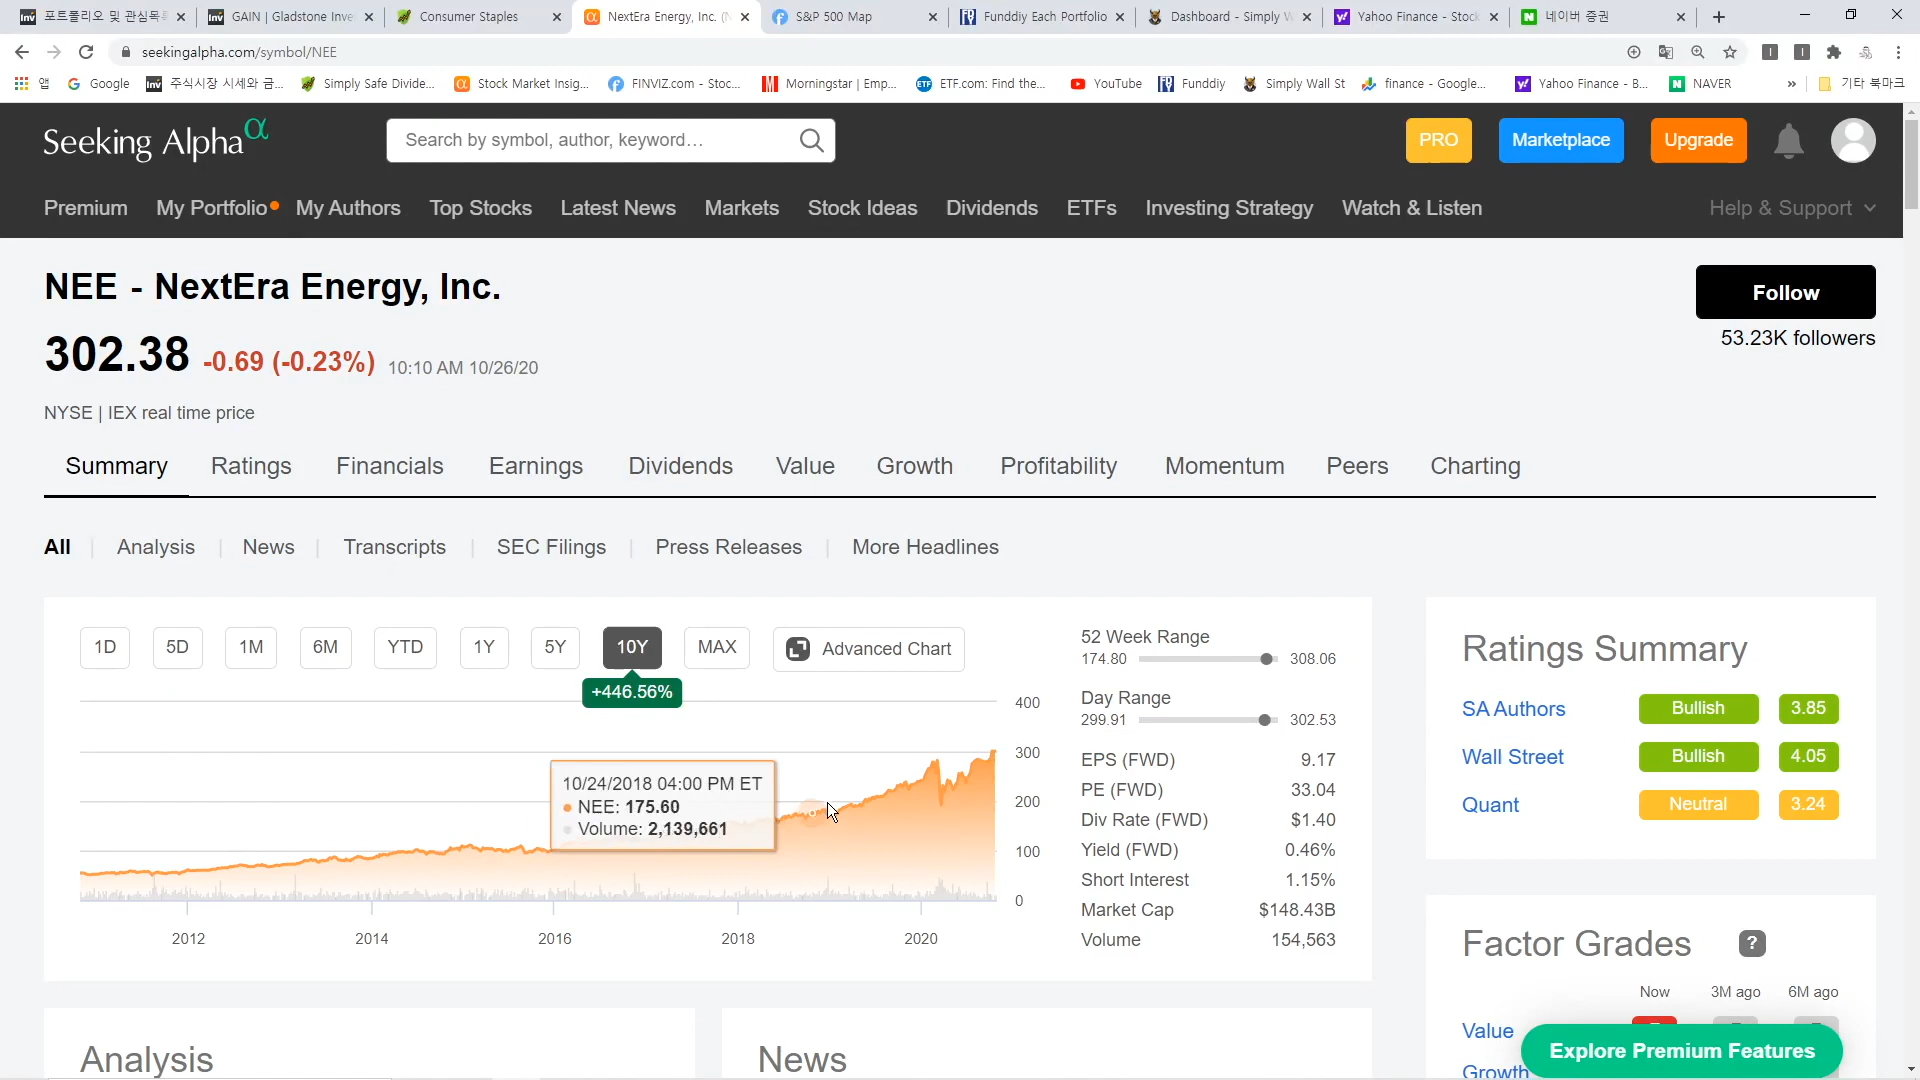 포트폴리오 및 관심목록
GAIN | Gladstone Inve
Consumer Staples
NextEra Energy, Inc. (N
S&P 500 Map
Funddiy Each Portfolio
Dashboard - Simply W
Yahoo Finance - Stock
네이버 증권
seekingalpha.com/symbol/NEE
앱
Google
주식시장 시세와 금...
Simply Safe Divide...
Stock Market Insig...
FINVIZ.com - Stoc...
Morningstar | Emp...
ETF.com: Find the...
YouTube
Funddiy
Simply Wall St
finance - Google...
Yahoo Finance - B...
NAVER
»
기타 북마크
Seeking Alpha α
Search by symbol, author, keyword…
PRO
Marketplace
Upgrade
Premium
My Portfolio
My Authors
Top Stocks
Latest News
Markets
Stock Ideas
Dividends
ETFs
Investing Strategy
Watch & Listen
Help & Support
NEE - NextEra Energy, Inc.
Follow
53.23K followers
302.38 -0.69 (-0.23%) 10:10 AM 10/26/20
NYSE | IEX real time price
Summary
Ratings
Financials
Earnings
Dividends
Value
Growth
Profitability
Momentum
Peers
Charting
All | Analysis | News | Transcripts | SEC Filings | Press Releases | More Headlines
1D
5D
1M
6M
YTD
1Y
5Y
10Y
MAX
Advanced Chart
+446.56%
400
300
200
100
0
10/24/2018 04:00 PM ET
NEE: 175.60
Volume: 2,139,661
2012
2014
2016
2018
2020
52 Week Range
174.80 308.06
Day Range
299.91 302.53
EPS (FWD) 9.17
PE (FWD) 33.04
Div Rate (FWD) $1.40
Yield (FWD) 0.46%
Short Interest 1.15%
Market Cap $148.43B
Volume 154,563
Ratings Summary
SA Authors Bullish 3.85
Wall Street Bullish 4.05
Quant Neutral 3.24
Factor Grades ?
Now 3M ago 6M ago
Value
Growth
Explore Premium Features
Analysis
News